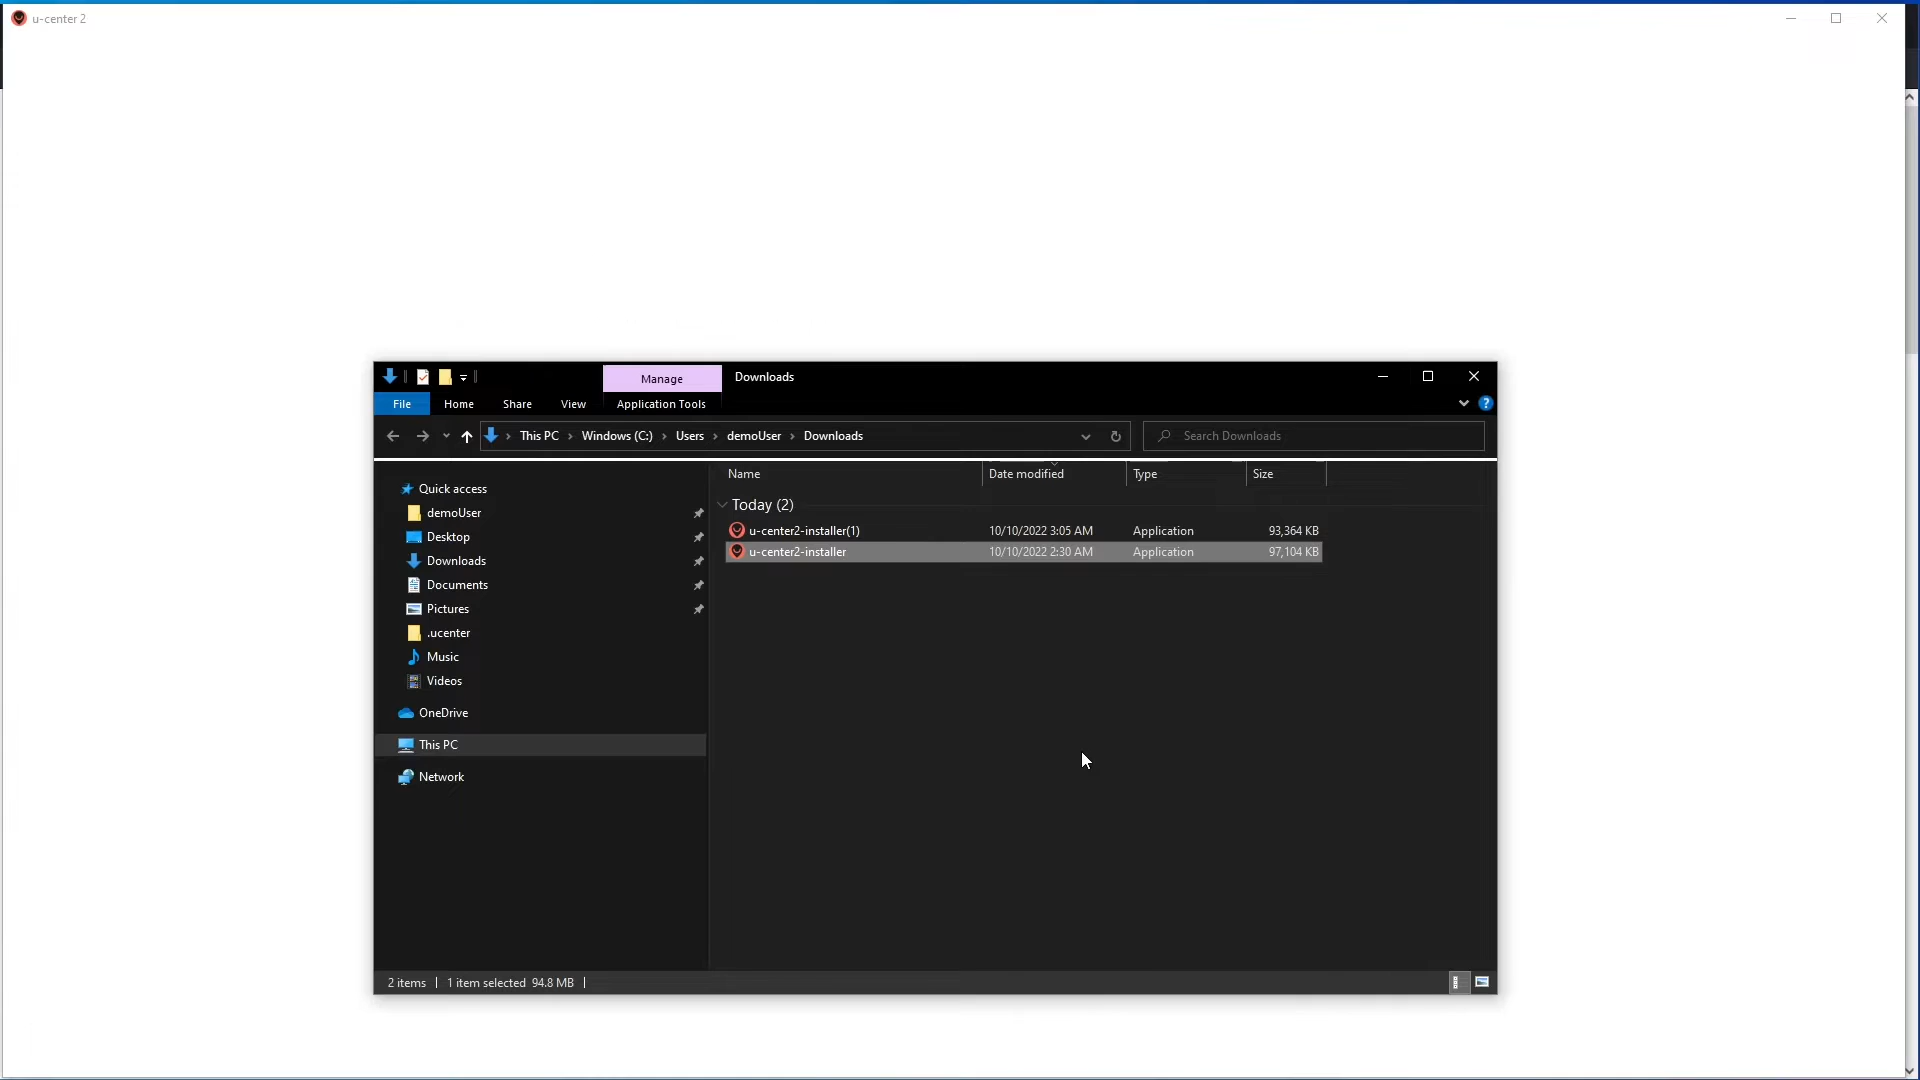 u-center 2
Manage Downloads
File Home Share View Application Tools
This PC Windows (C:) Users demoUser Downloads Search Downloads
Name Date modified Type Size
Quick access
Today (2)
demoUser
u-center2-installer(1) 10/10/2022 3:05 AM Application 93,364 KB
Desktop
u-center2-installer 10/10/2022 2:30 AM Application 97,104 KB
Downloads
Documents
Pictures
.ucenter
Music
Videos
OneDrive
This PC
Network
2 items 1 item selected 94.8 MB